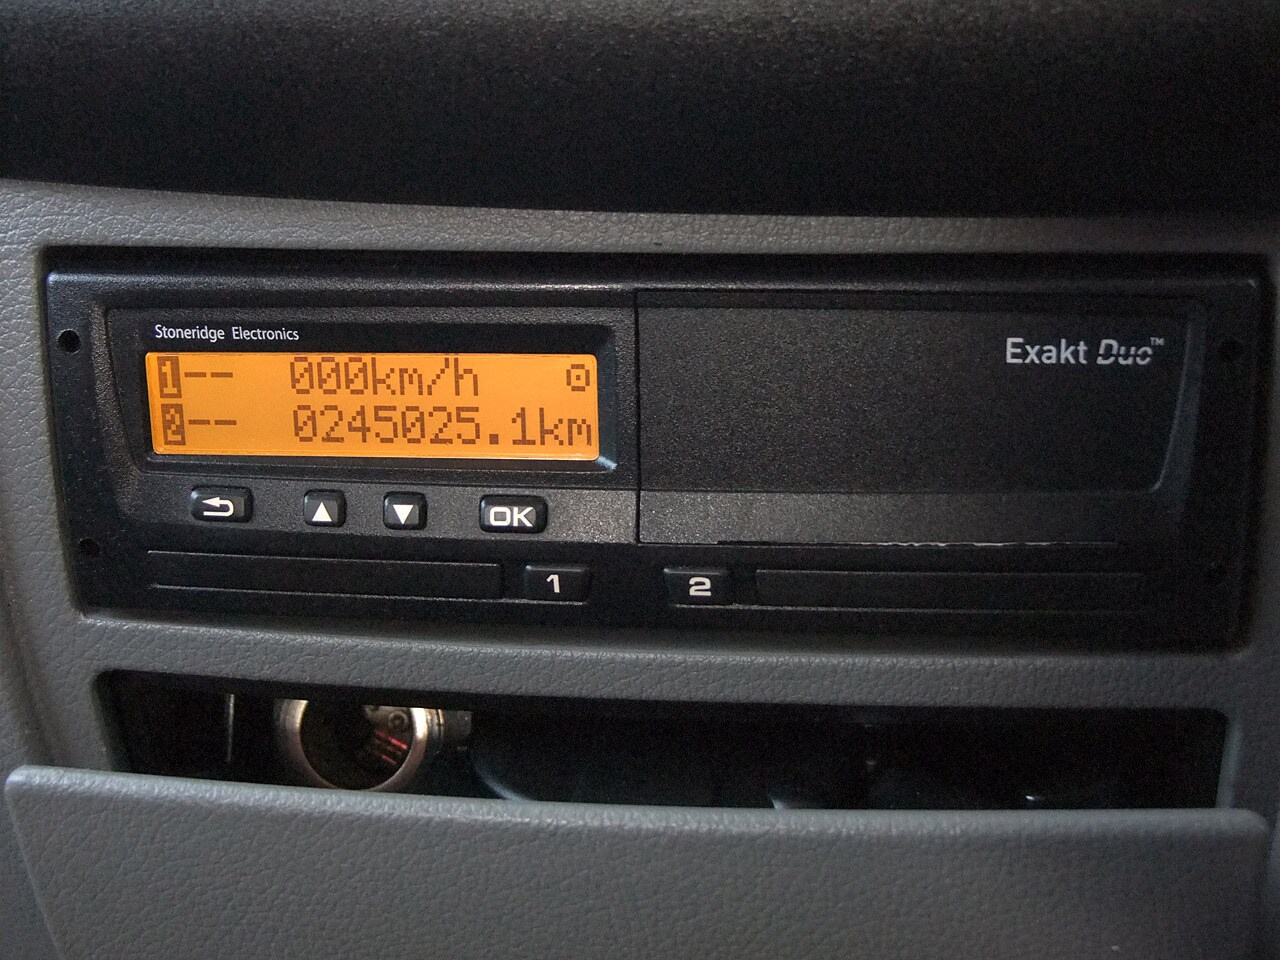 Stoneridge Electronics
Exakt Duo™
1-- 000km/h
2-- 0245025.1km
▲ ▼ OK
1 2